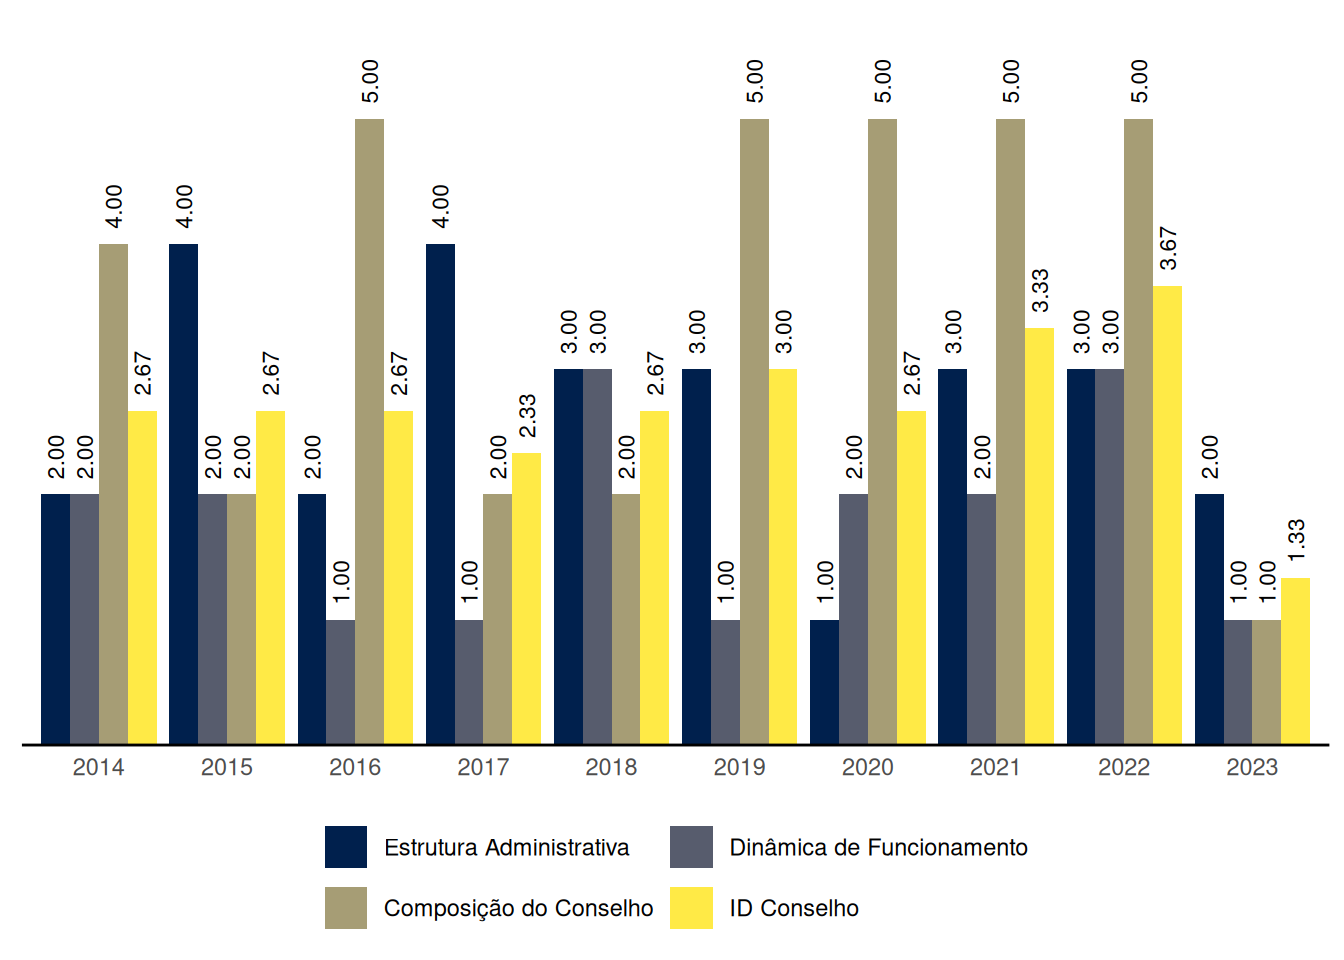 5.00 5.00 5.00 5.00 5.00
4.00 4.00 4.00
3.67
3.33
3.00 3.00 3.00 3.00 3.00 3.00 3.00
2.67 2.67 2.67 2.67 2.67
2.33
2.00 2.00 2.00 2.00 2.00 2.00 2.00 2.00 2.00 2.00
1.33
1.00 1.00 1.00 1.00 1.00 1.00
2014 2015 2016 2017 2018 2019 2020 2021 2022 2023
Estrutura Administrativa Dinâmica de Funcionamento
Composição do Conselho ID Conselho